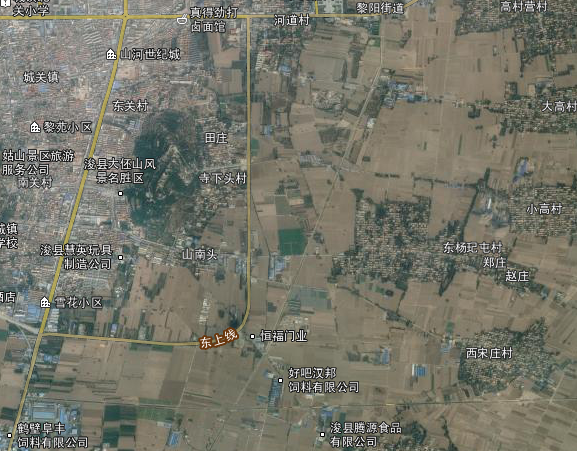 关小学
真得劲打
卤面馆
河道村
黎阳街道
高村营村
山河世纪城
城关镇
东关村
大高村
黎苑小区
田庄
姑山景区旅游
服务公司
南关村
浚县大伾山风
景名胜区
寺下头村
小高村
城镇
学校
浚县慧英玩具
制造公司
山南头
东杨玘屯村
郑庄
赵庄
酒店
雪花小区
东上线
恒福门业
西宋庄村
好吧汉邦
饲料有限公司
鹤壁阜丰
饲料有限公司
浚县腾源食品
有限公司